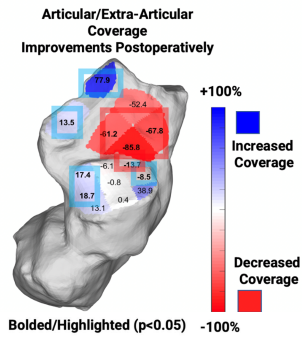 Articular/Extra-Articular
Coverage
Improvements Postoperatively
77.9
-52.4
13.5
-61.2
-67.8
-85.8
-6.1
-13.7
17.4
-0.8
-8.5
18.7
38.9
0.4
13.1
+100%
Increased
Coverage
Decreased
Coverage
-100%
Bolded/Highlighted (p<0.05)